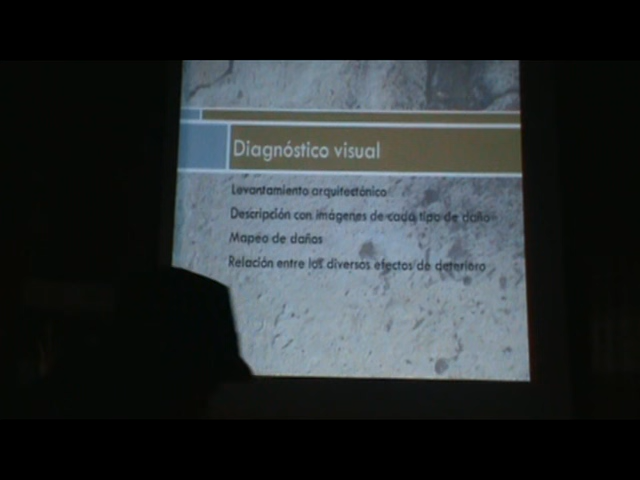 Diagnóstico visual
Levantamiento arquitectónico
Descripción con imágenes de cada tipo de daño
Mapeo de daños
Relación entre los diversos efectos de deterioro